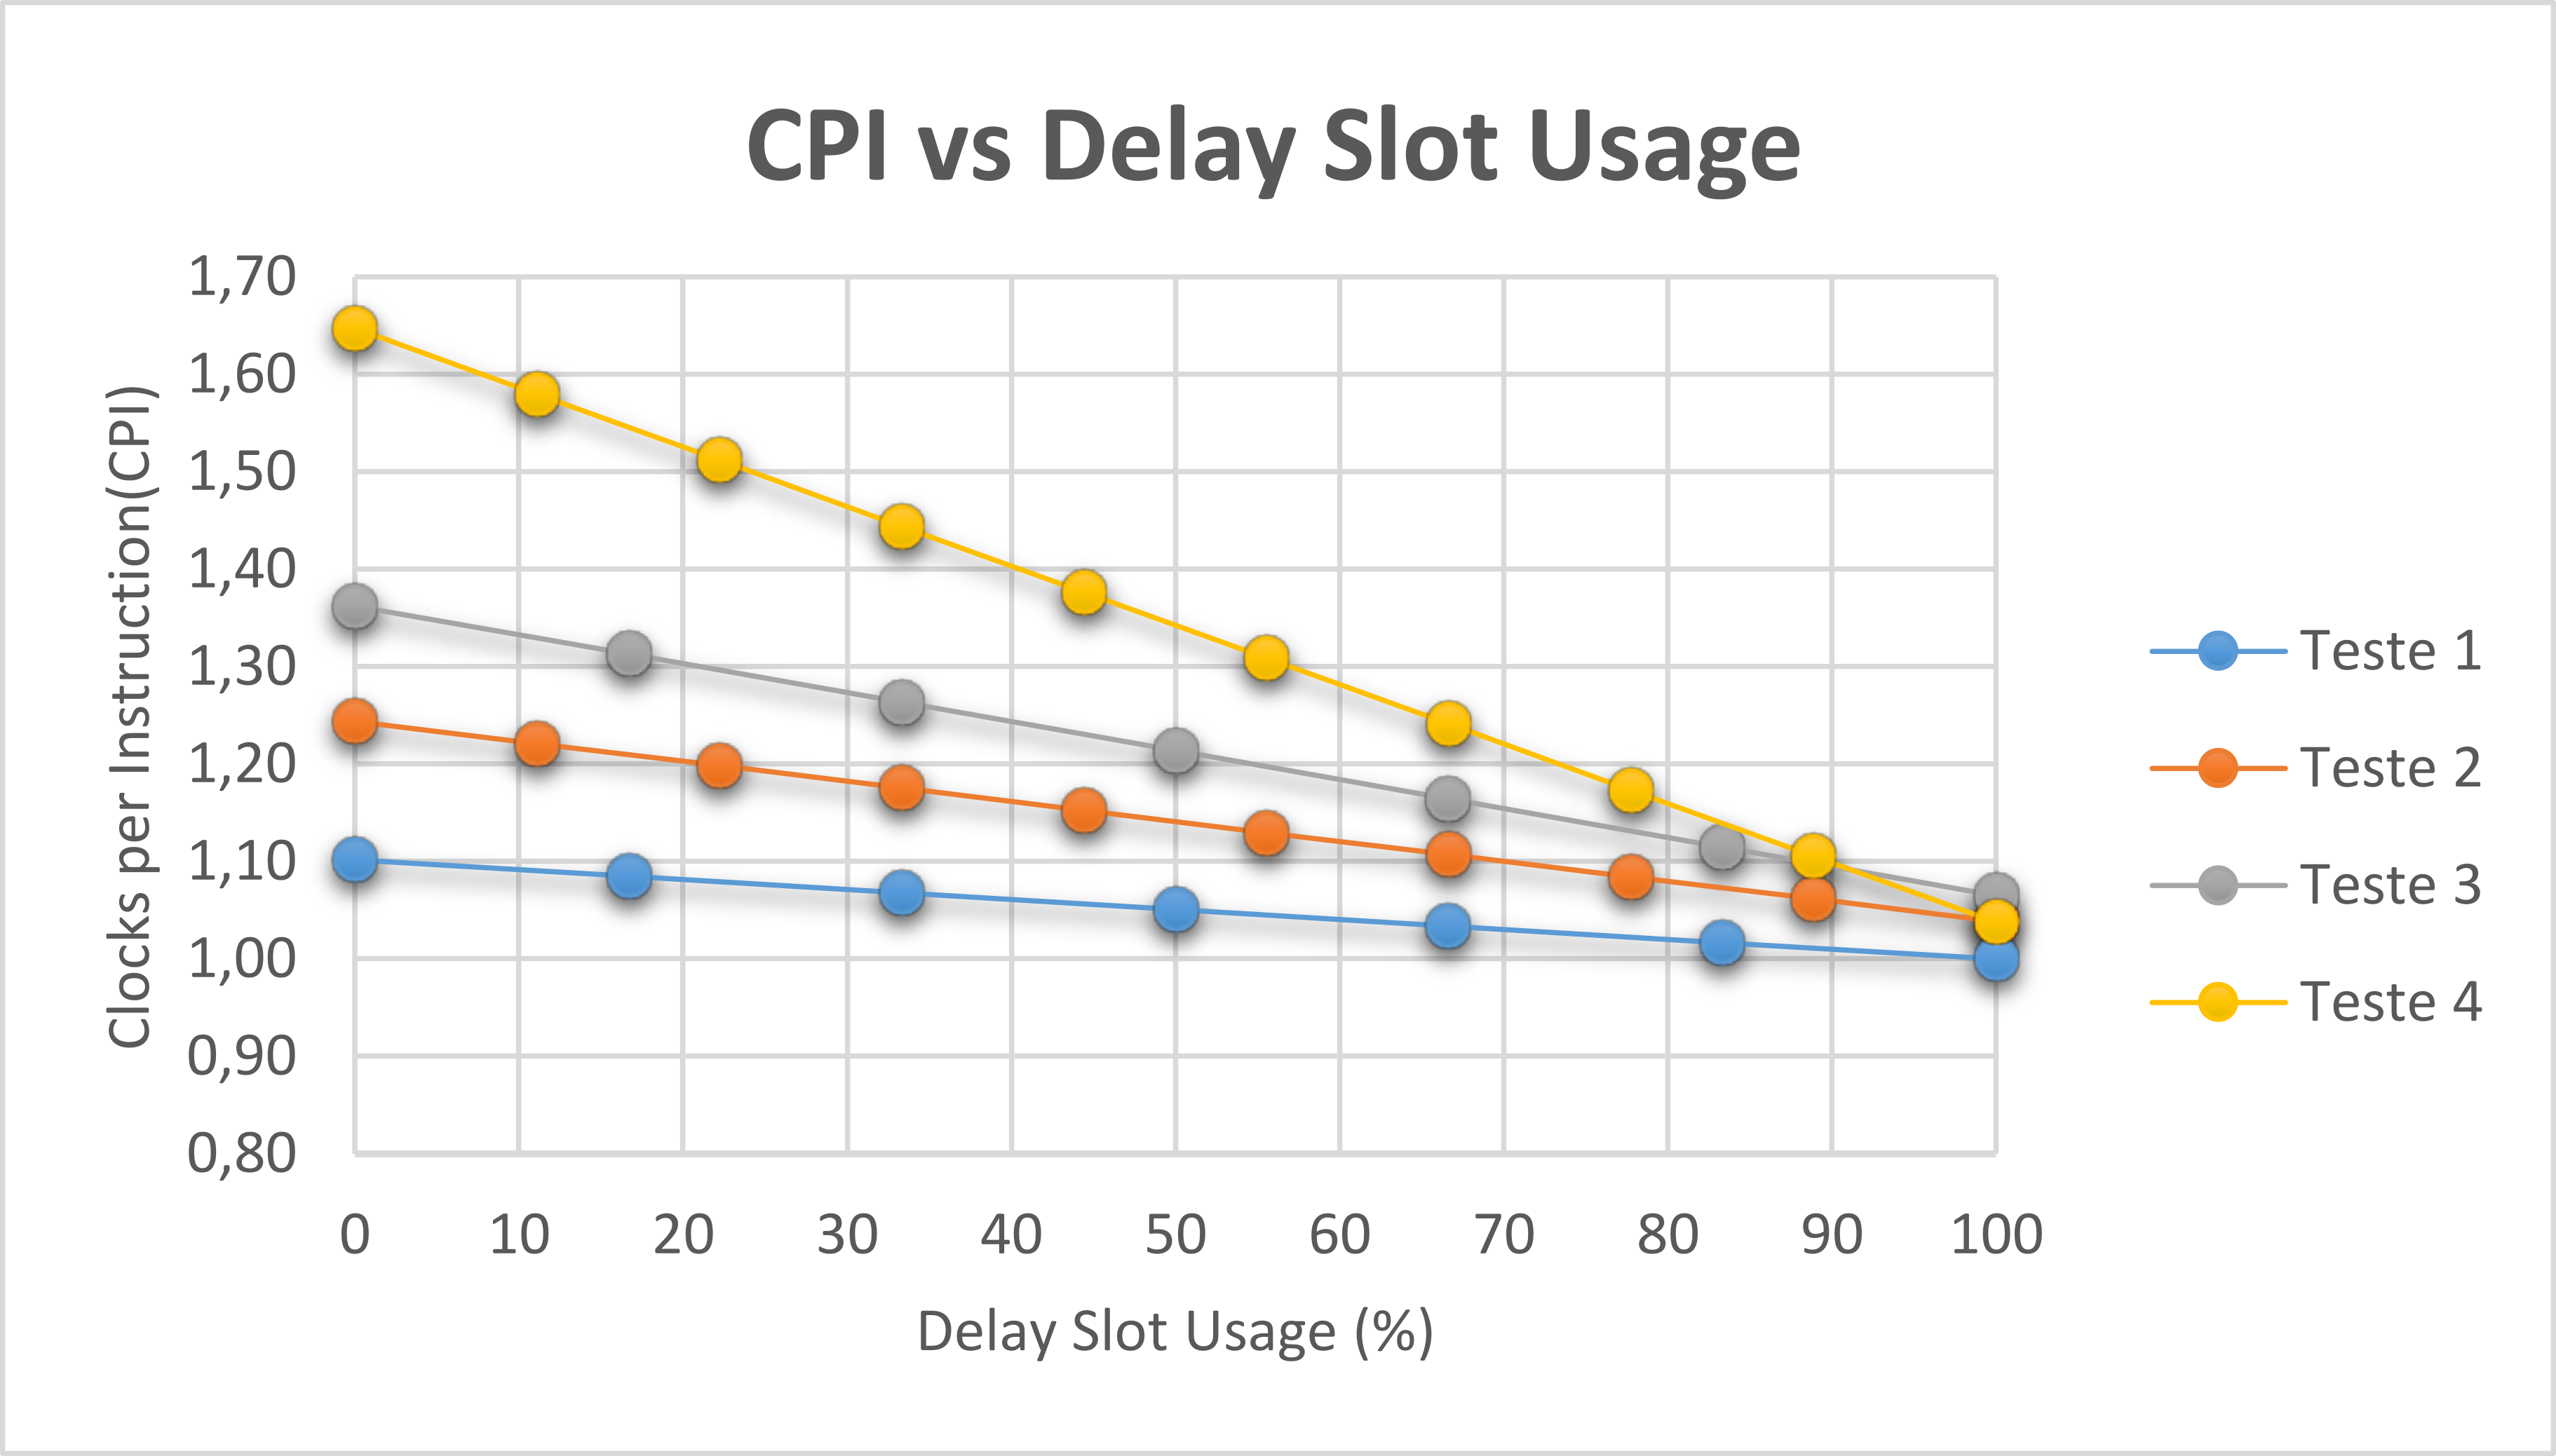 CPI vs Delay Slot Usage
Clocks per Instruction(CPI)
1,70
1,60
1,50
1,40
1,30
1,20
1,10
1,00
0,90
0,80
0 10 20 30 40 50 60 70 80 90 100
Delay Slot Usage (%)
Teste 1
Teste 2
Teste 3
Teste 4